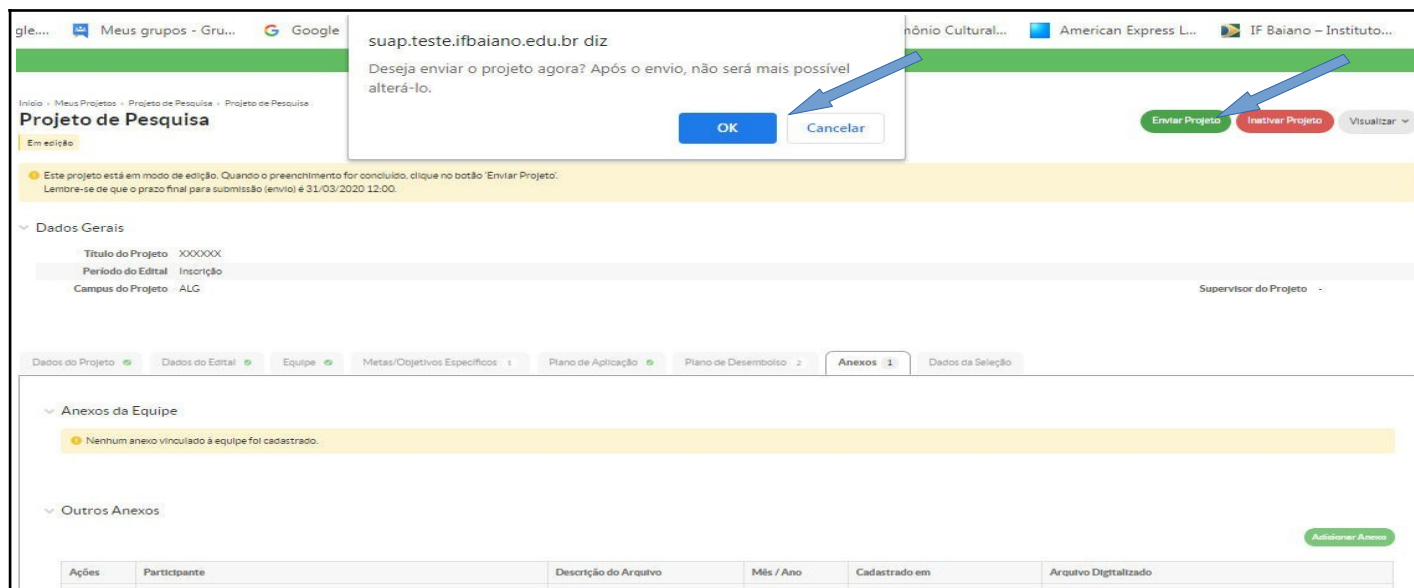 gle.... Meus grupos - Gru... Google
suap.teste.ifbaiano.edu.br diz
Deseja enviar o projeto agora? Após o envio, não será mais possível
alterá-lo.
OK Cancelar
nônio Cultural... American Express L... IF Baiano – Instituto...
Início › Meus Projetos › Projeto de Pesquisa › Projeto de Pesquisa
Projeto de Pesquisa
Em edição
Enviar Projeto Inativar Projeto Visualizar
Este projeto está em modo de edição. Quando o preenchimento for concluído, clique no botão 'Enviar Projeto'.
Lembre-se de que o prazo final para submissão (envio) é 31/03/2020 12:00.
Dados Gerais
Título do Projeto XXXXXX
Período do Edital Inscrição
Campus do Projeto ALG Supervisor do Projeto -
Dados do Projeto Dados do Edital Equipe Metas/Objetivos Específicos 1 Plano de Aplicação Plano de Desembolso 2 Anexos 1 Dados da Seleção
Anexos da Equipe
Nenhum anexo vinculado à equipe foi cadastrado.
Outros Anexos
Adicionar Anexo
Ações Participante Descrição do Arquivo Mês / Ano Cadastrado em Arquivo Digitalizado